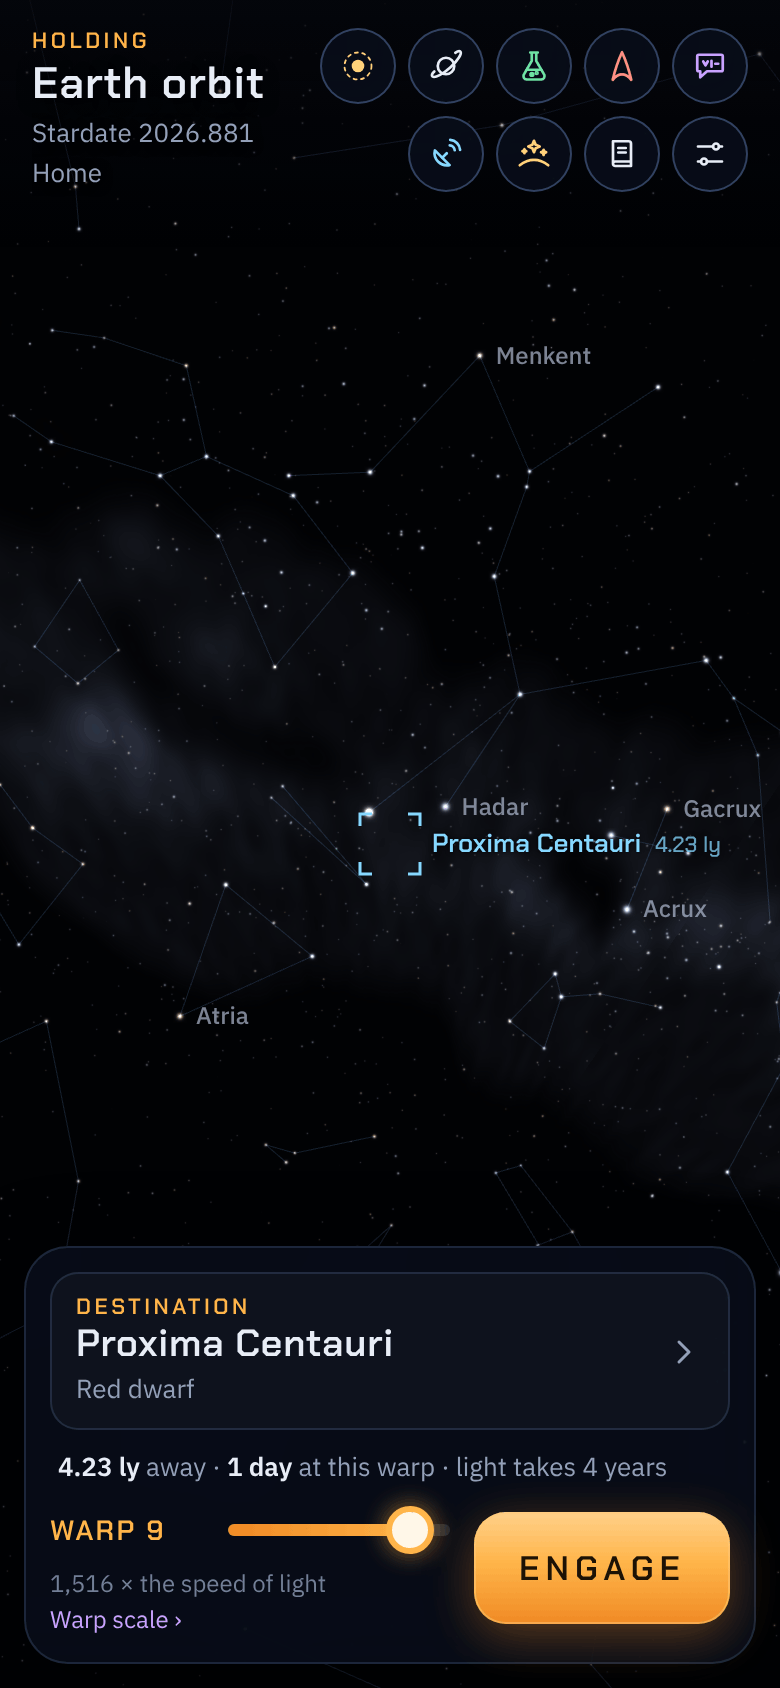 HOLDING
Earth orbit
Stardate 2026.881
Home
VI-
Menkent
Hadar
Gacrux
Proxima Centauri 4.23 ly
Acrux
Atria
DESTINATION
Proxima Centauri
Red dwarf
4.23 ly away · 1 day at this warp · light takes 4 years
WARP 9
ENGAGE
1,516 × the speed of light
Warp scale ›